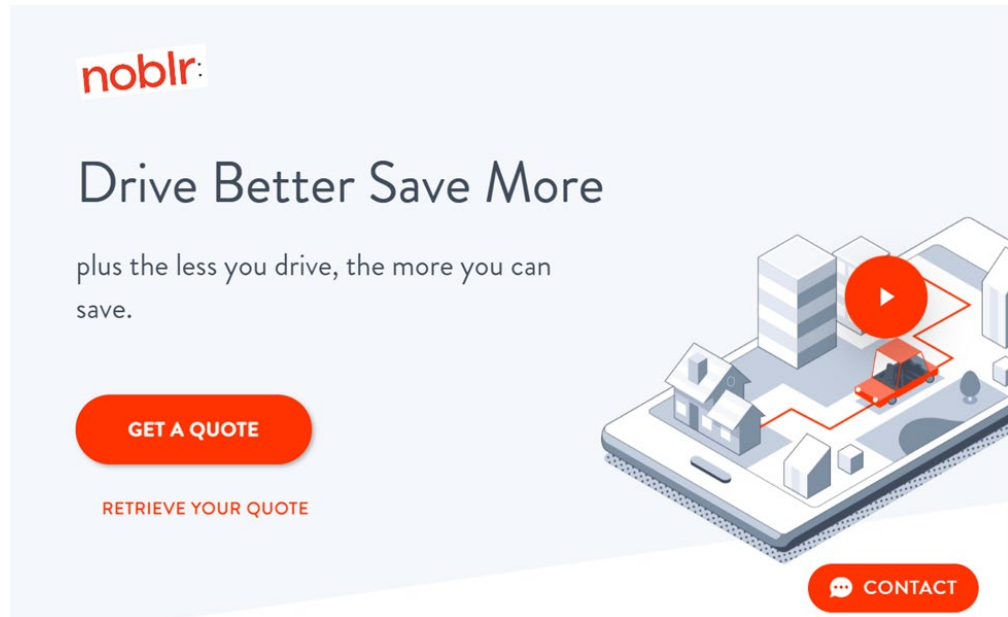 noblr:
Drive Better Save More
plus the less you drive, the more you can
save.
GET A QUOTE
RETRIEVE YOUR QUOTE
CONTACT